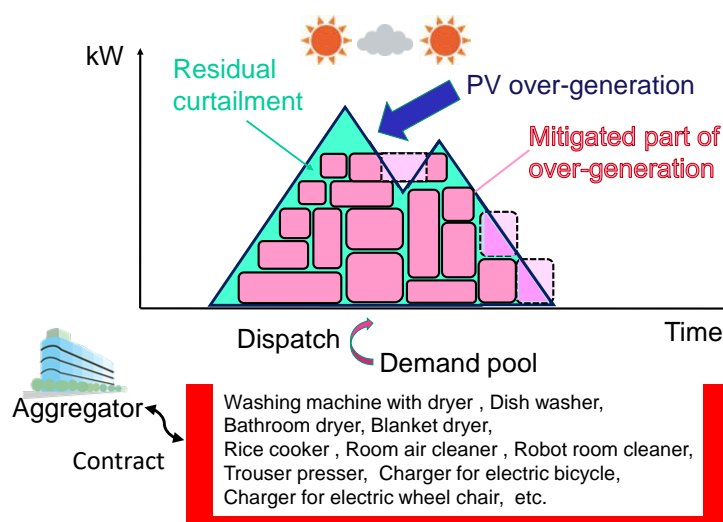 kW
Residual
curtailment
PV over-generation
Mitigated part of
over-generation
Time
Dispatch
Demand pool
Aggregator
Contract
Washing machine with dryer , Dish washer,
Bathroom dryer, Blanket dryer,
Rice cooker , Room air cleaner , Robot room cleaner,
Trouser presser, Charger for electric bicycle,
Charger for electric wheel chair, etc.